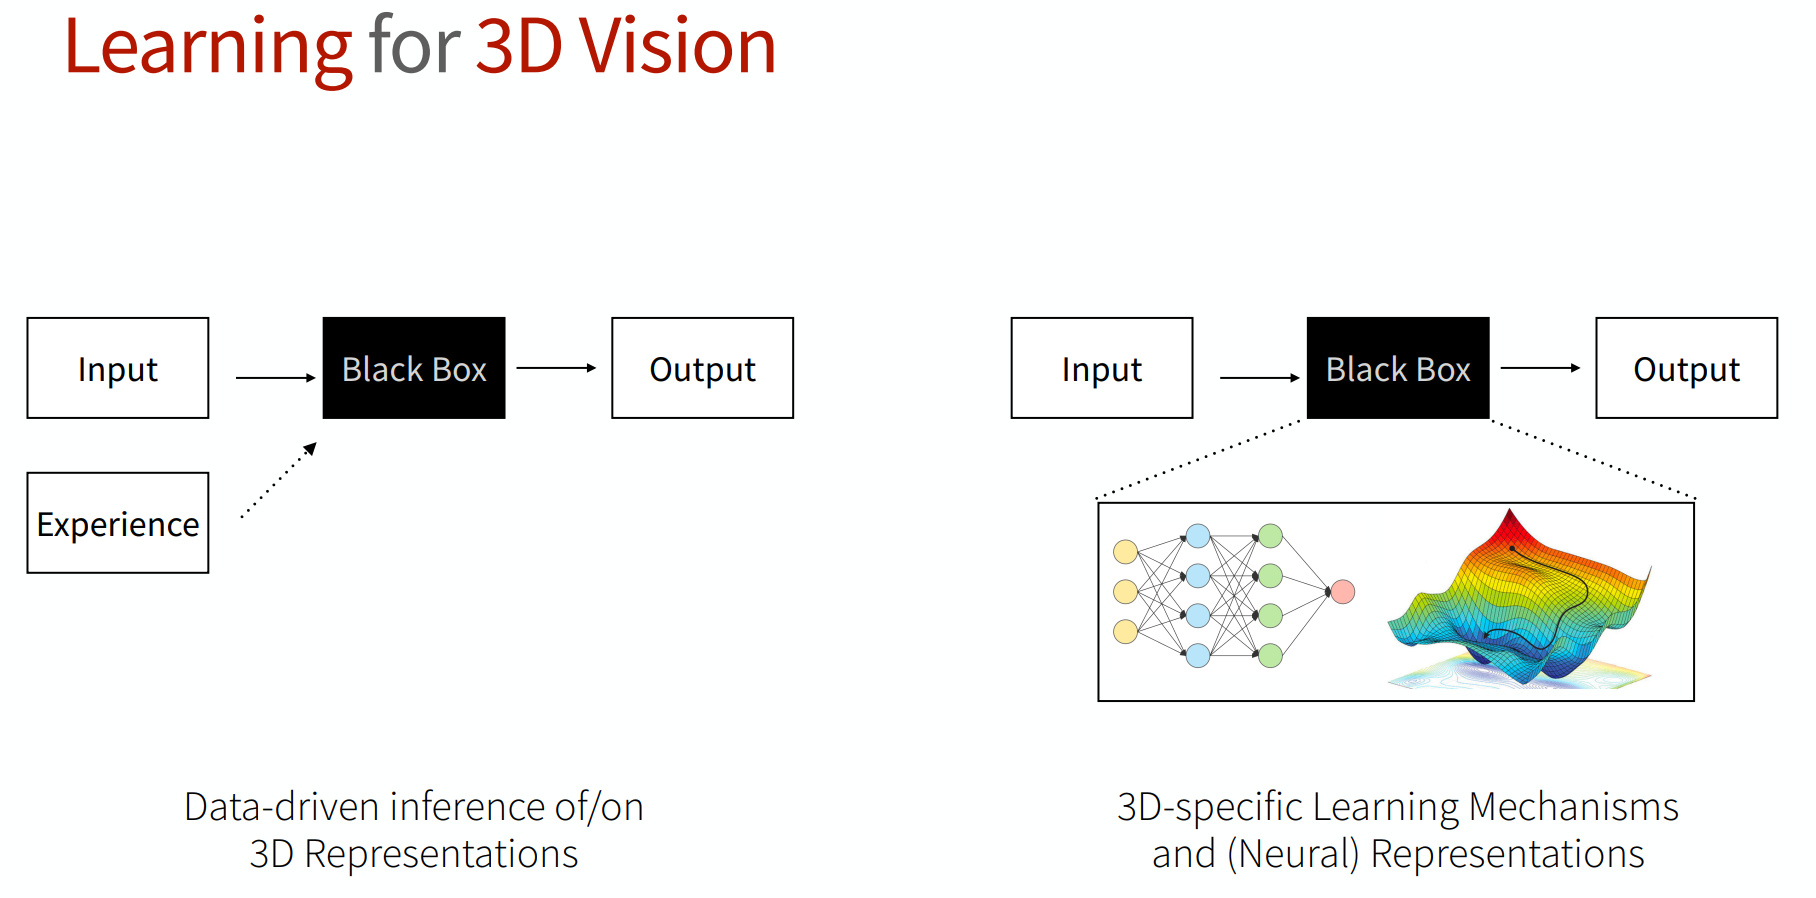 Learning for 3D Vision
Input
Black Box
Output
Experience
Data-driven inference of/on
3D Representations
Input
Black Box
Output
3D-specific Learning Mechanisms
and (Neural) Representations